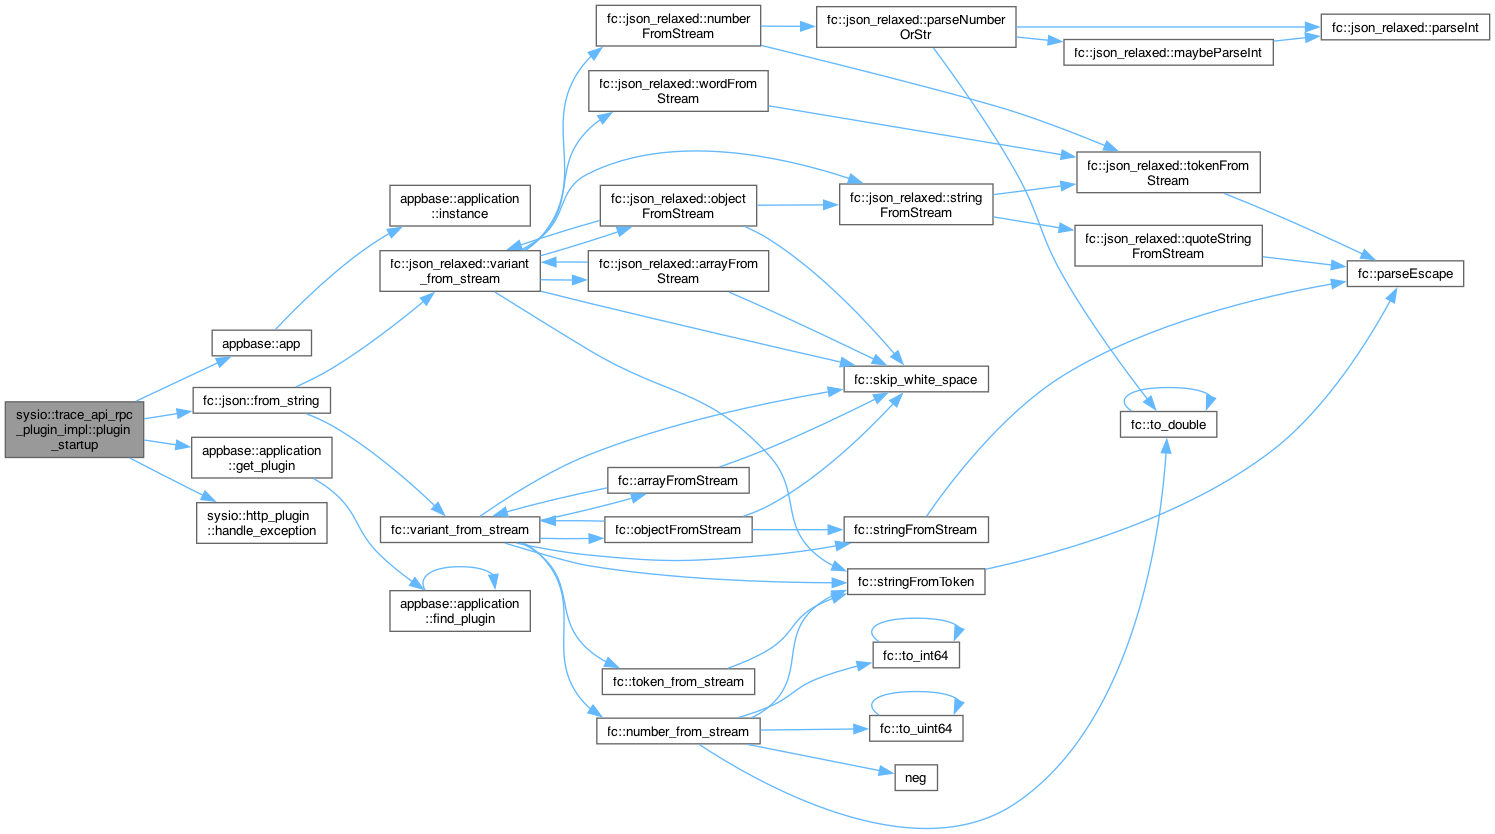 fc::json_relaxed::number
FromStream
fc::json_relaxed::parseNumber
OrStr
fc::json_relaxed::parseInt
fc::json_relaxed::maybeParseInt
fc::json_relaxed::wordFrom
Stream
fc::json_relaxed::tokenFrom
Stream
appbase::application
::instance
fc::json_relaxed::object
FromStream
fc::json_relaxed::string
FromStream
fc::json_relaxed::quoteString
FromStream
fc::json_relaxed::variant
_from_stream
fc::json_relaxed::arrayFrom
Stream
fc::parseEscape
appbase::app
fc::skip_white_space
fc::json::from_string
sysio::trace_api_rpc
_plugin_impl::plugin
_startup
fc::to_double
appbase::application
::get_plugin
fc::arrayFromStream
sysio::http_plugin
::handle_exception
fc::variant_from_stream
fc::objectFromStream
fc::stringFromStream
fc::stringFromToken
appbase::application
::find_plugin
fc::to_int64
fc::token_from_stream
fc::number_from_stream
fc::to_uint64
neg